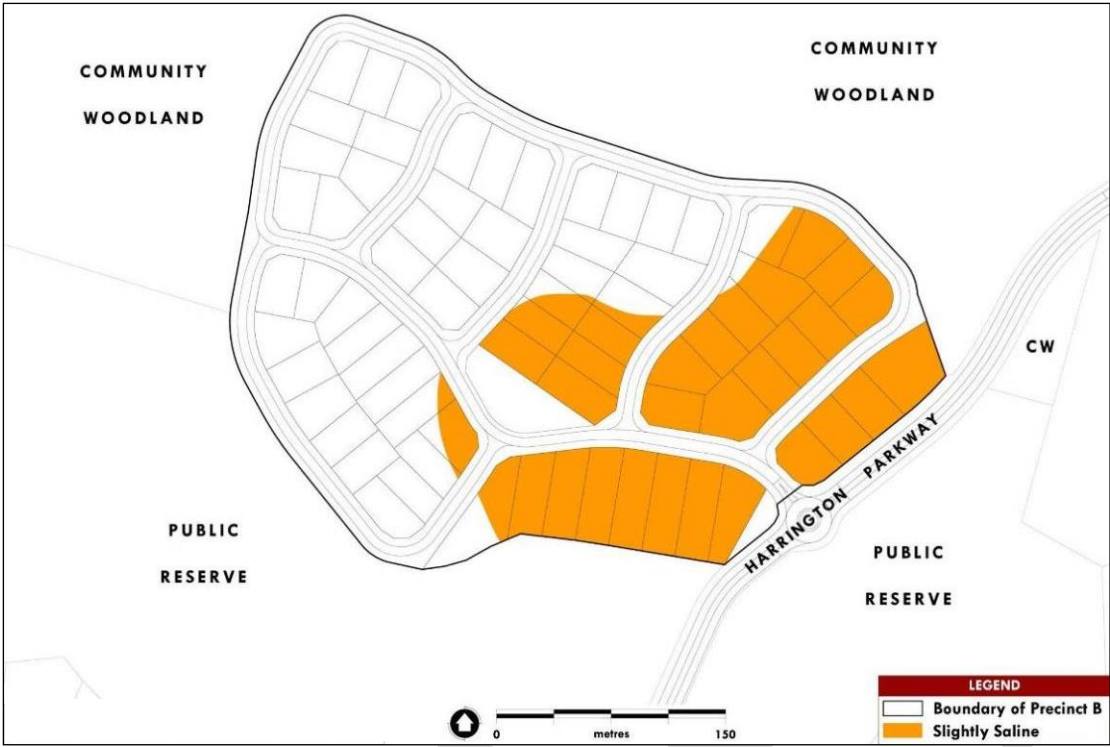 COMMUNITY
WOODLAND
COMMUNITY
WOODLAND
CW
HARRINGTON PARKWAY
PUBLIC
RESERVE
PUBLIC
RESERVE
LEGEND
Boundary of Precinct B
Slightly Saline
0 metres 150